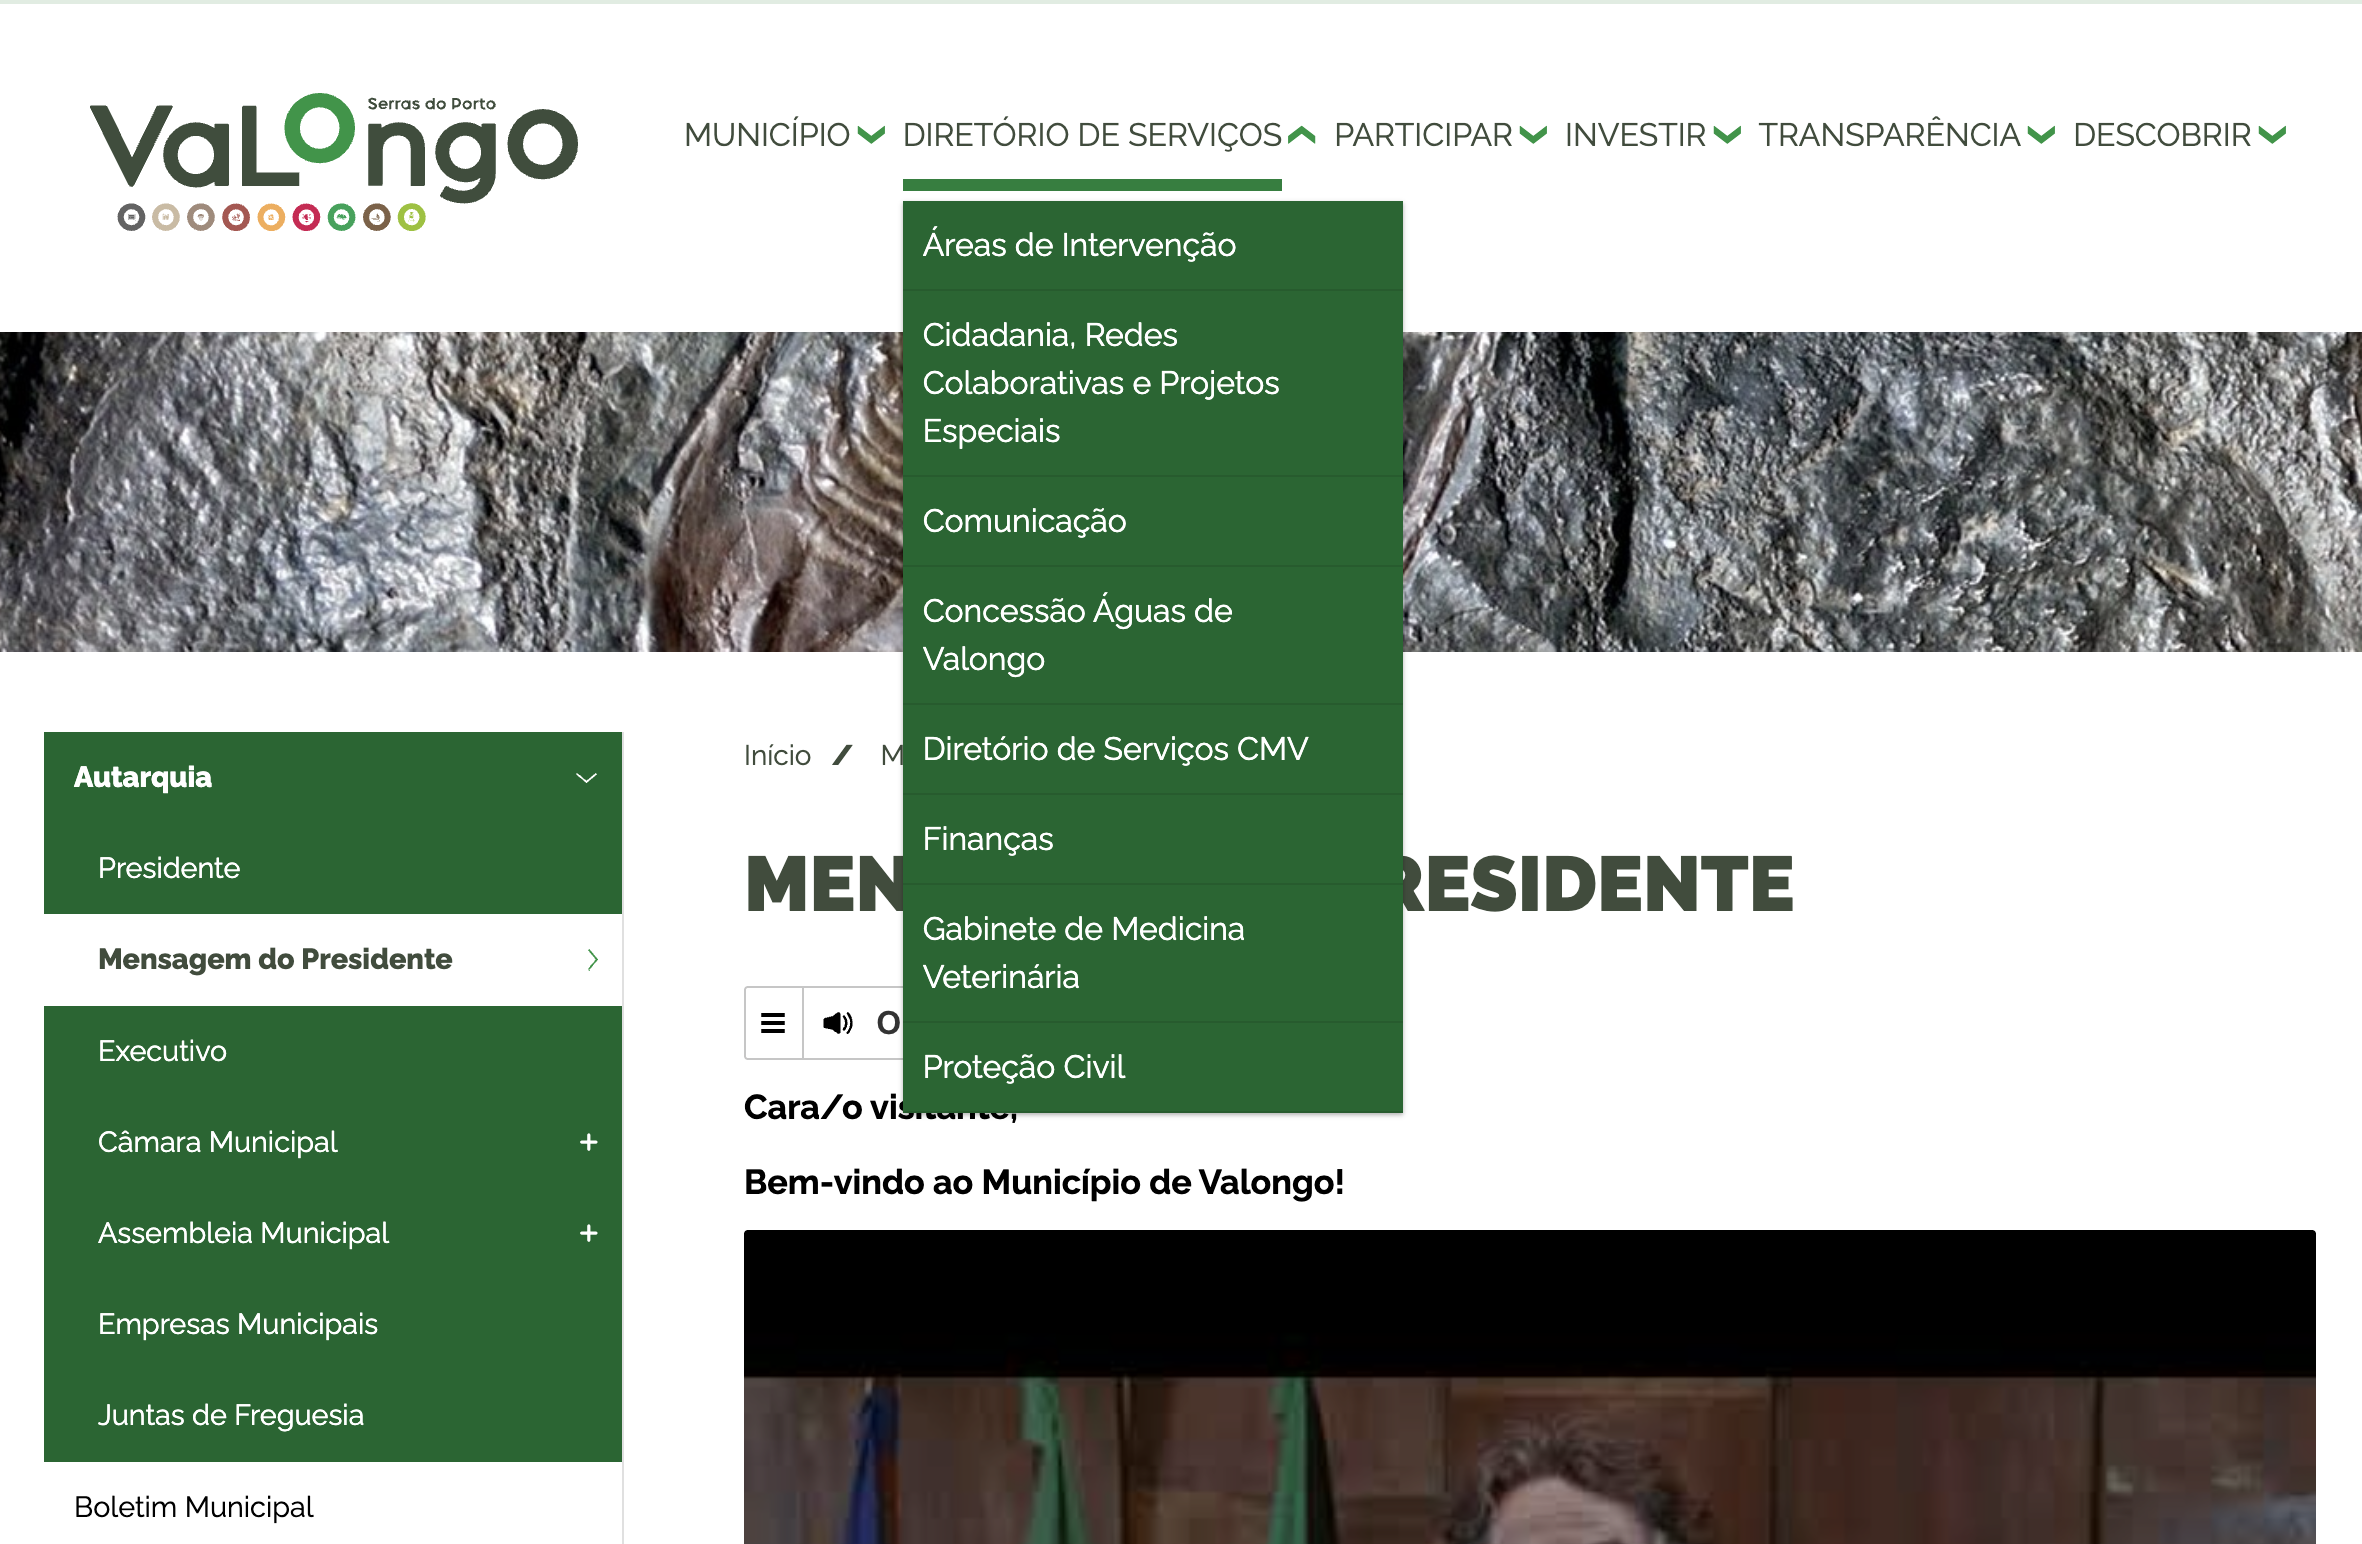 Serras do Porto
VaLOngo
MUNICÍPIO DIRETÓRIO DE SERVIÇOS PARTICIPAR INVESTIR TRANSPARÊNCIA DESCOBRIR
Áreas de Intervenção
Cidadania, Redes
Colaborativas e Projetos
Especiais
Comunicação
Concessão Águas de
Valongo
Diretório de Serviços CMV
Finanças
Gabinete de Medicina
Veterinária
Proteção Civil
Autarquia
Presidente
Mensagem do Presidente
Executivo
Câmara Municipal
Assembleia Municipal
Empresas Municipais
Juntas de Freguesia
Boletim Municipal
Início / M
MEN RESIDENTE
O
Cara/o visitante,
Bem-vindo ao Município de Valongo!